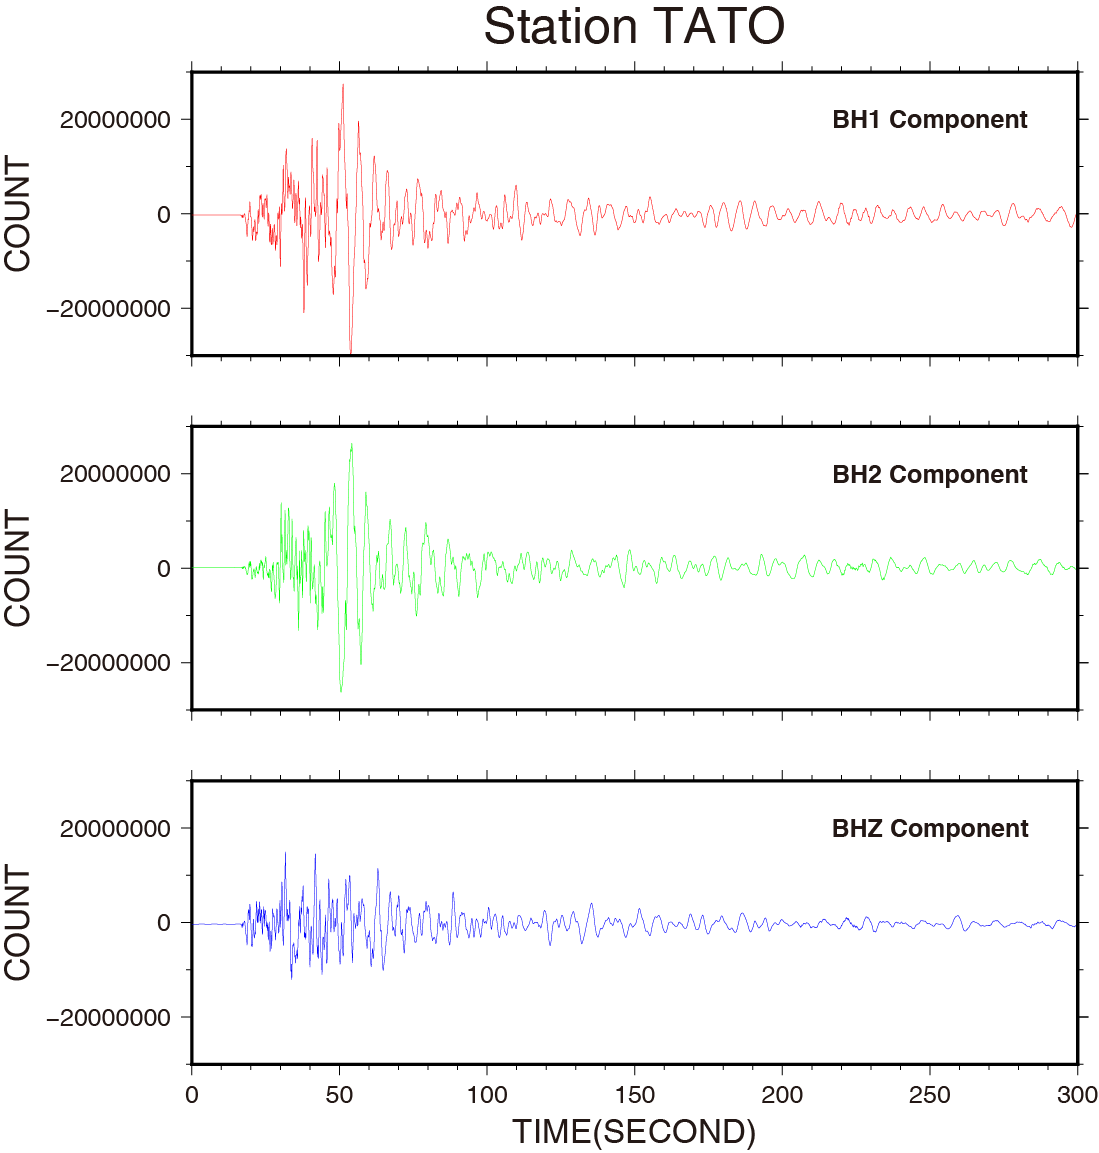 Station TATO
BH1 Component
COUNT
20000000
0
−20000000
BH2 Component
COUNT
20000000
0
−20000000
BHZ Component
COUNT
20000000
0
−20000000
0 50 100 150 200 250 300
TIME(SECOND)